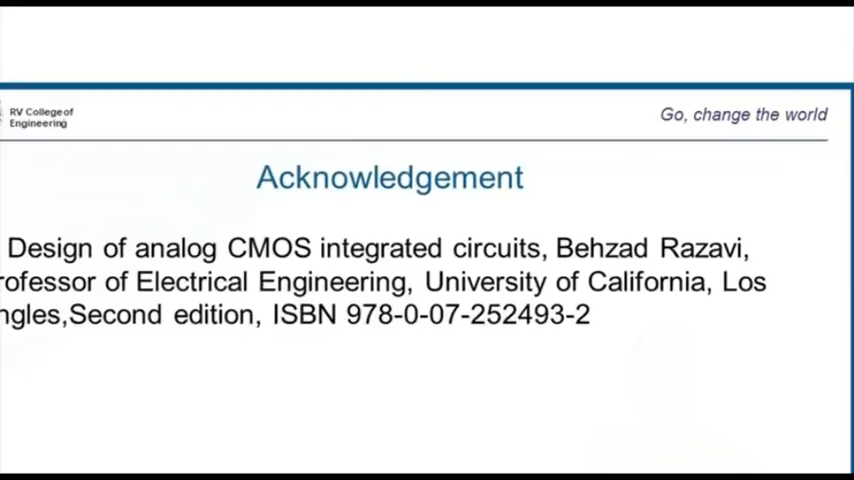 RV College of
Engineering
Go, change the world
Acknowledgement
Design of analog CMOS integrated circuits, Behzad Razavi,
rofessor of Electrical Engineering, University of California, Los
ngles,Second edition, ISBN 978-0-07-252493-2